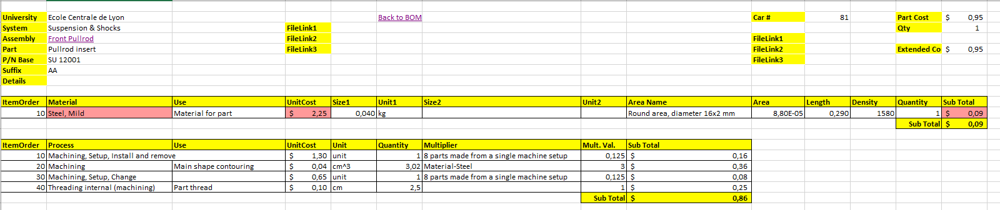 University Ecole Centrale de Lyon Back to BOM Car # 81 Part Cost $ 0,95
System Suspension & Shocks FileLink1 Qty 1
Assembly Front Pullrod FileLink2 FileLink1
Part Pullrod insert FileLink3 FileLink2 Extended Co $ 0,95
P/N Base SU 12001 FileLink3
Suffix AA
Details
ItemOrder Material Use UnitCost Size1 Unit1 Size2 Unit2 Area Name Area Length Density Quantity Sub Total
10 Steel, Mild Material for part $ 2,25 0,040 kg Round area, diameter 16x2 mm 8,80E-05 0,290 1580 1 $ 0,09
Sub Total $ 0,09
ItemOrder Process Use UnitCost Unit Quantity Multiplier Mult. Val. Sub Total
10 Machining, Setup, Install and remove $ 1,30 unit 1 8 parts made from a single machine setup 0,125 $ 0,16
20 Machining Main shape contouring $ 0,04 cm^3 3,02 Material-Steel 3 $ 0,36
30 Machining, Setup, Change $ 0,65 unit 1 8 parts made from a single machine setup 0,125 $ 0,08
40 Threading internal (machining) Part thread $ 0,10 cm 2,5 1 $ 0,25
Sub Total $ 0,86